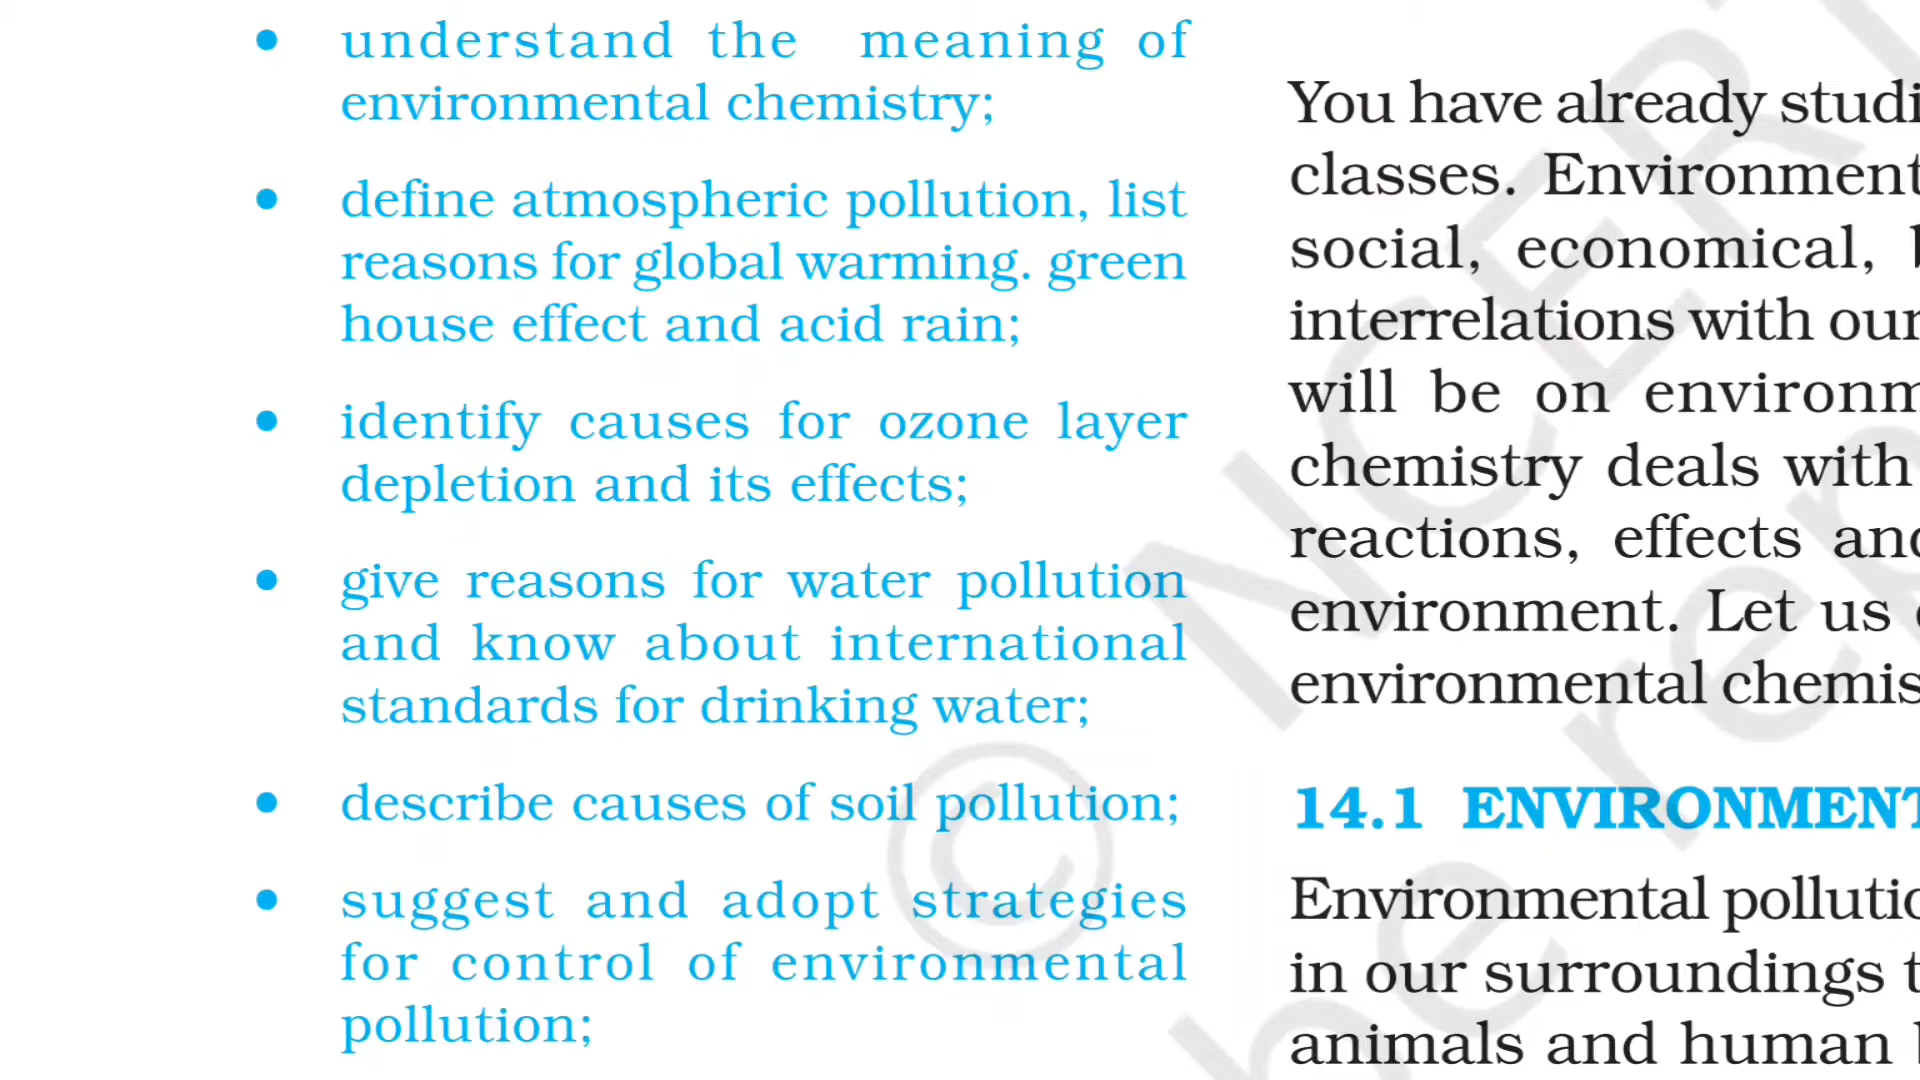 • understand the meaning of
environmental chemistry;
• define atmospheric pollution, list
reasons for global warming. green
house effect and acid rain;
• identify causes for ozone layer
depletion and its effects;
• give reasons for water pollution
and know about international
standards for drinking water;
• describe causes of soil pollution;
• suggest and adopt strategies
for control of environmental
pollution;
You have already studi
classes. Environment
social, economical, b
interrelations with our
will be on environm
chemistry deals with
reactions, effects and
environment. Let us
environmental chemis
14.1 ENVIRONMENT
Environmental pollutio
in our surroundings t
animals and human b
© NCERT
be rep